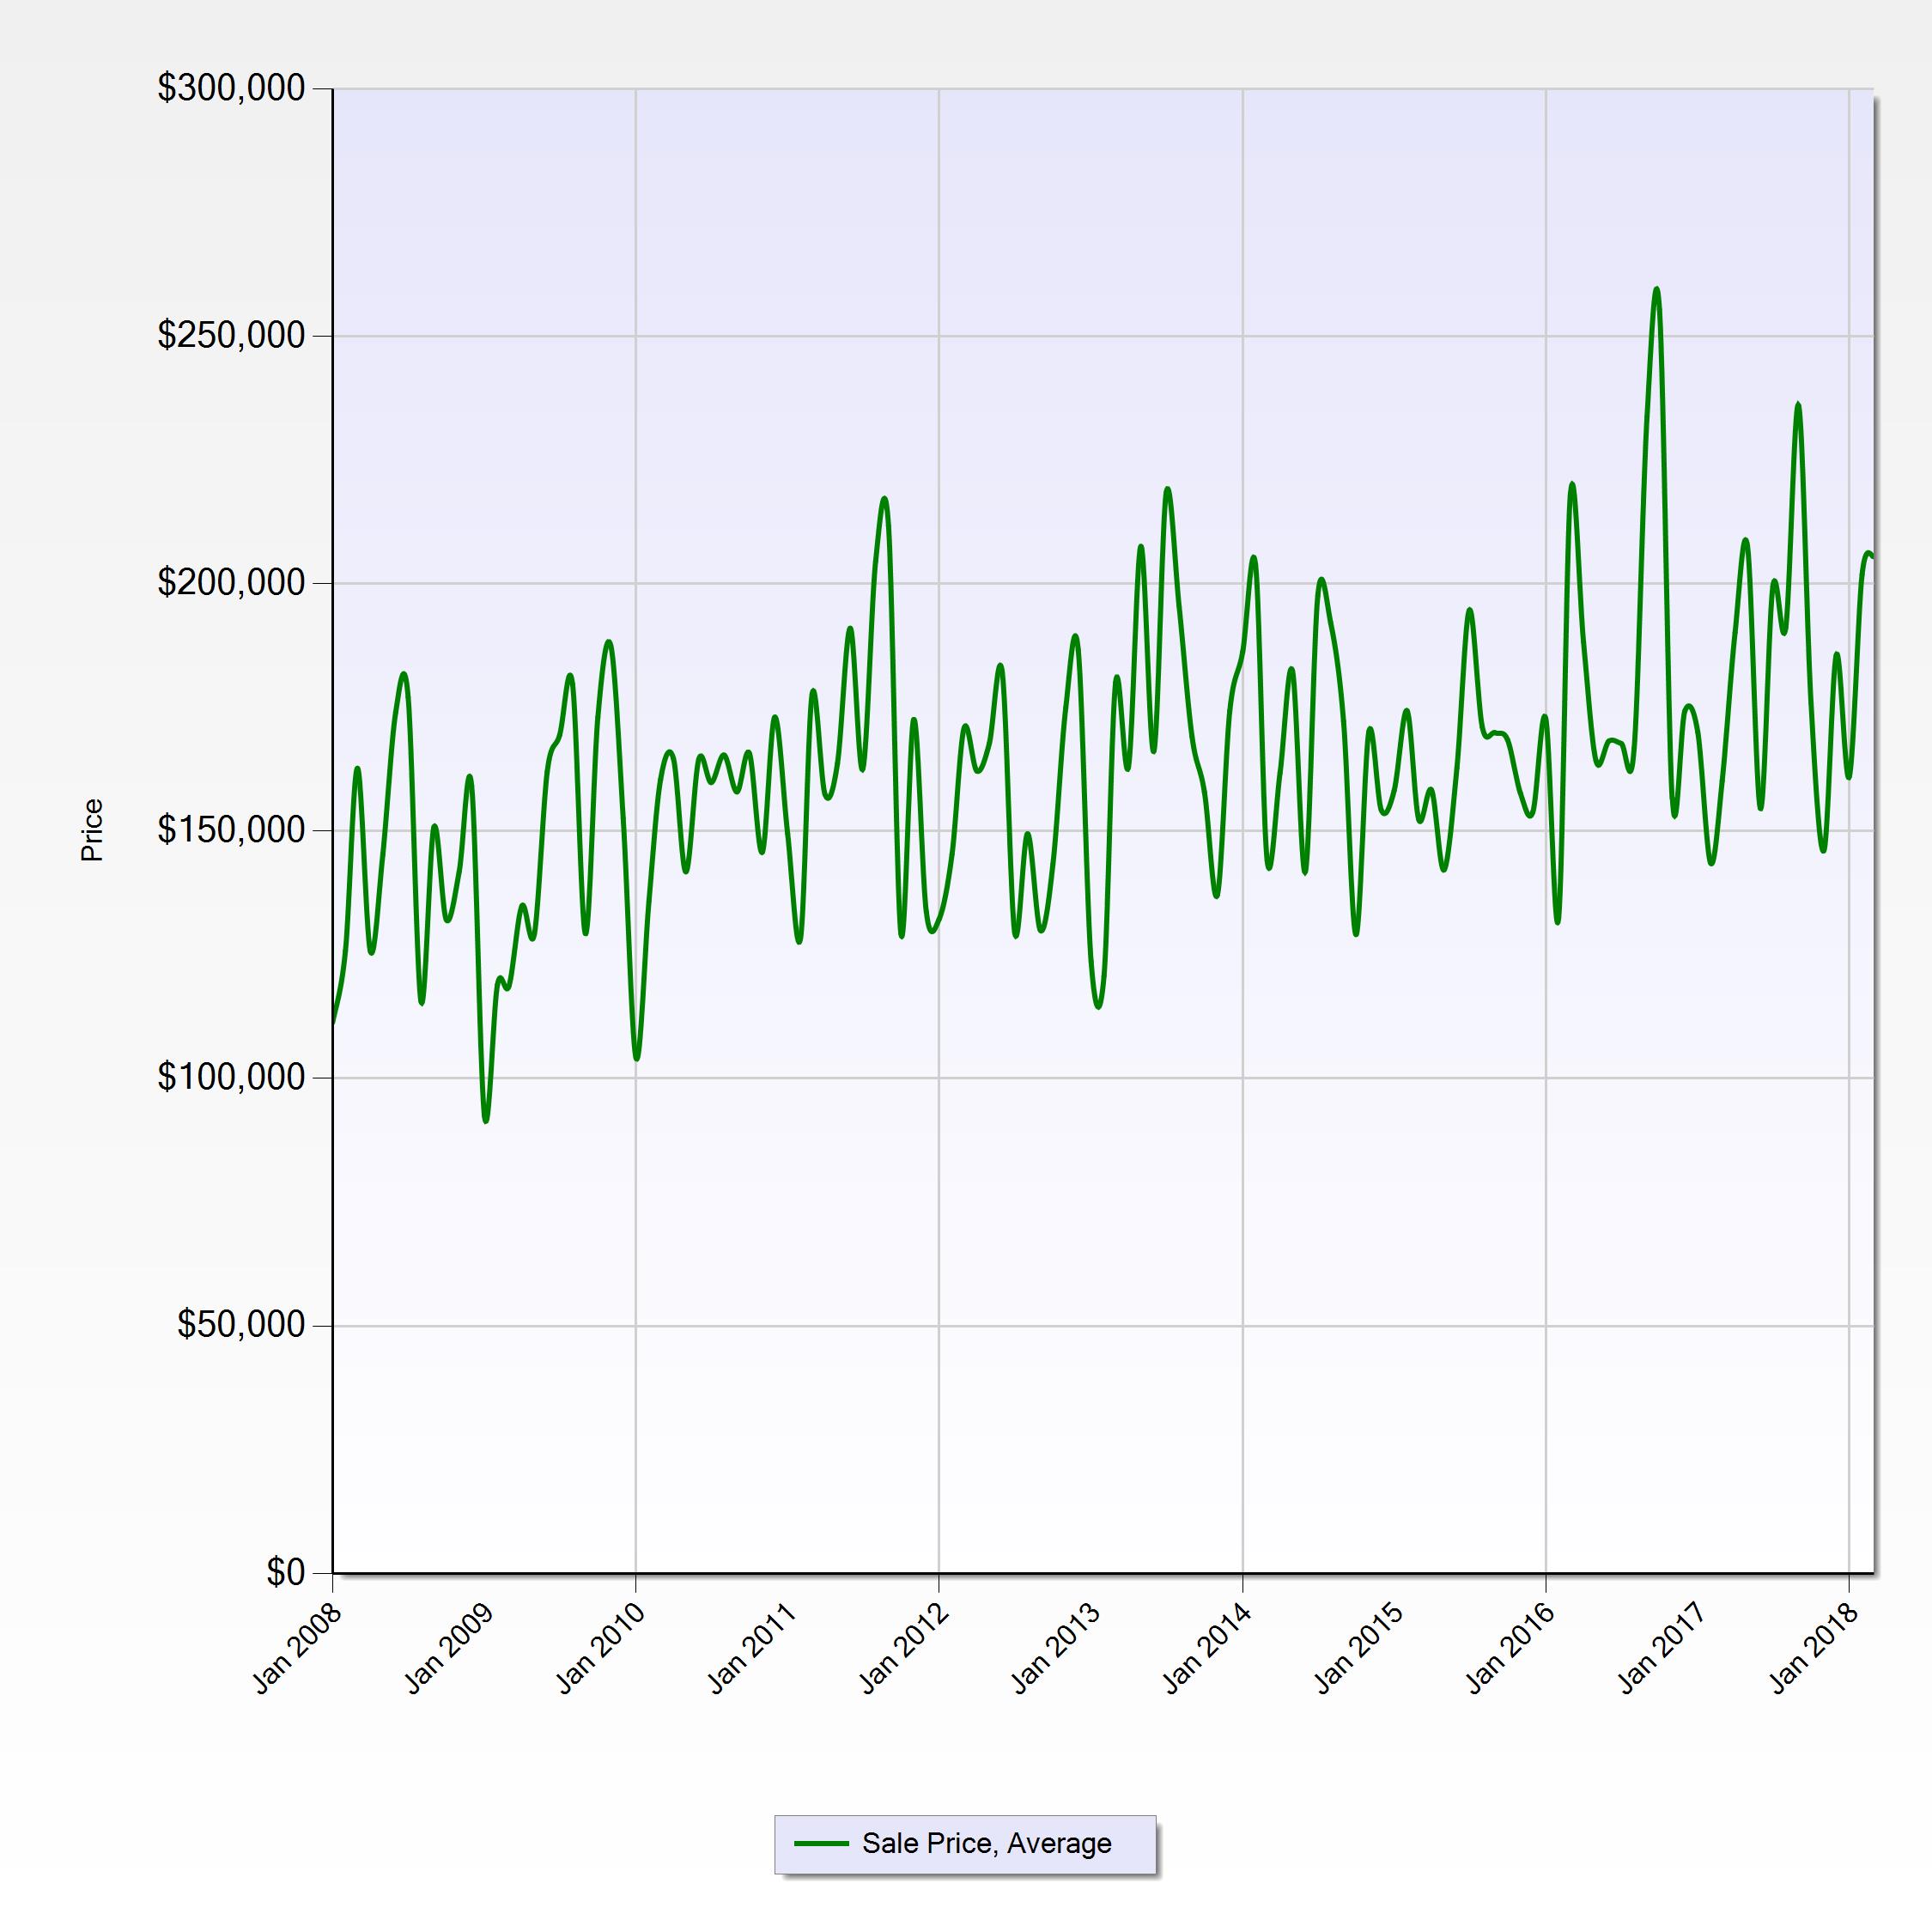 $300,000
$250,000
$200,000
$150,000
$100,000
$50,000
$0
Price
Jan 2008
Jan 2009
Jan 2010
Jan 2011
Jan 2012
Jan 2013
Jan 2014
Jan 2015
Jan 2016
Jan 2017
Jan 2018
Sale Price, Average